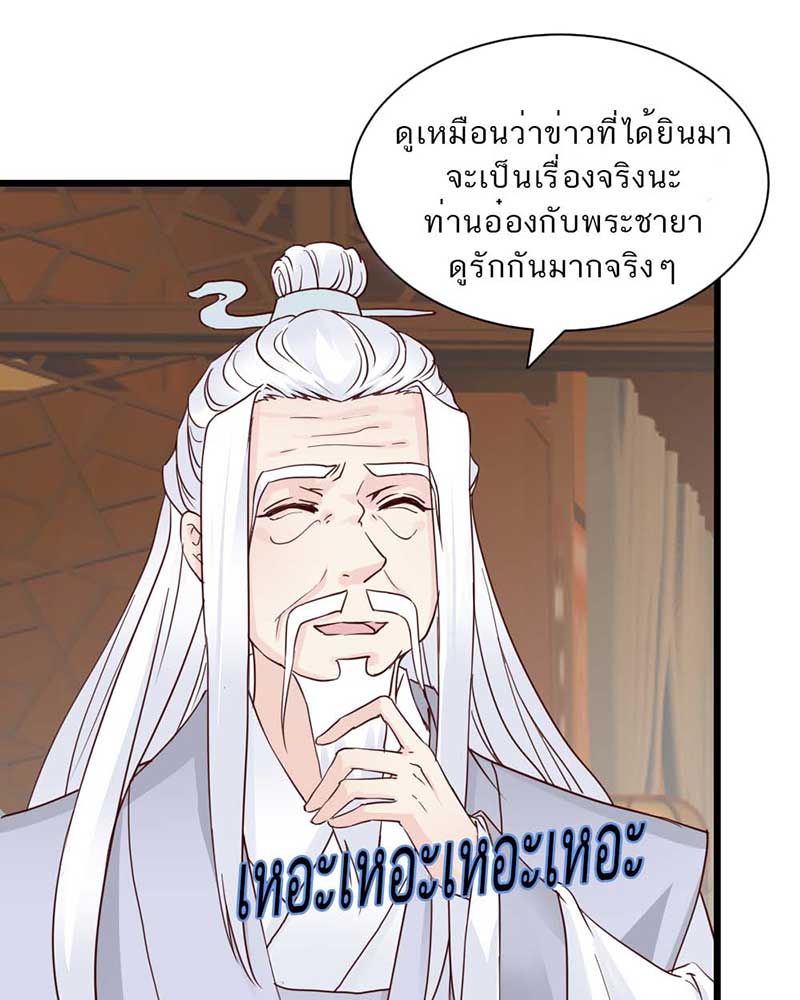 ดูเหมือนว่าข่าวที่ได้ยินมา
จะเป็นเรื่องจริงนะ
ท่านอ๋องกับพระชายา
ดูรักกันมากจริงๆ
เหอะเหอะเหอะเหอะ